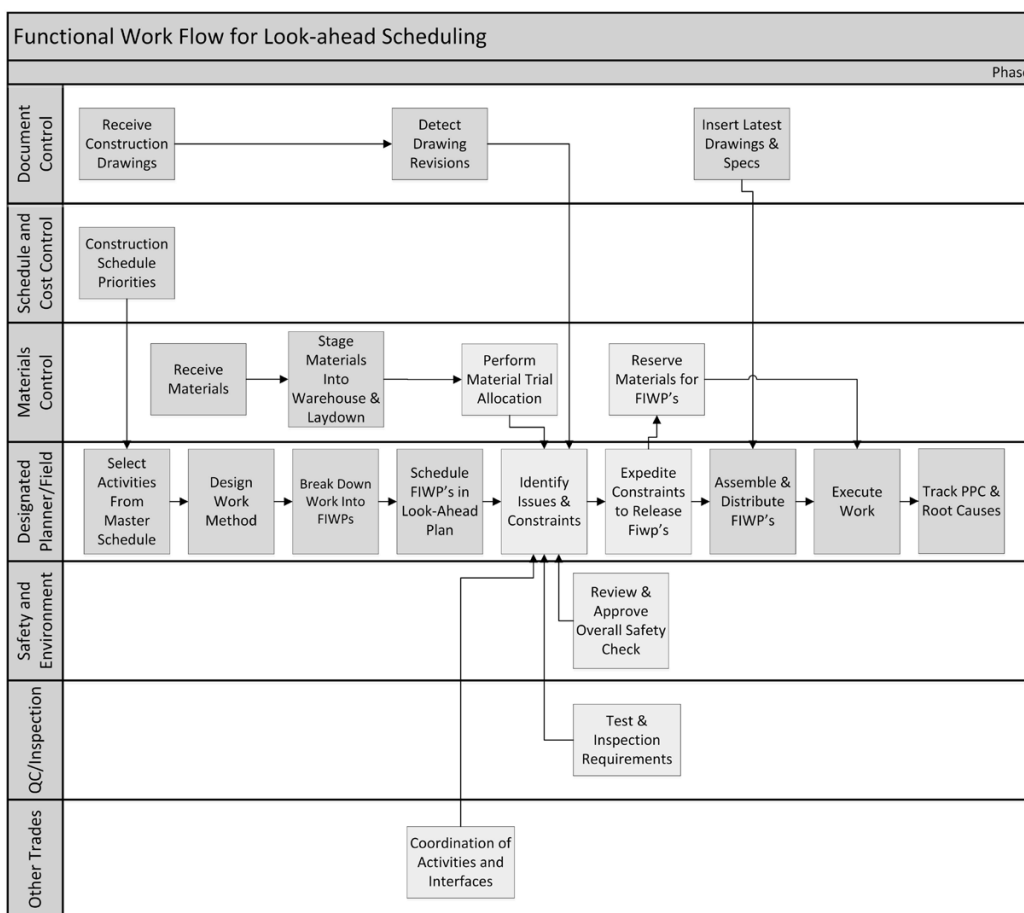 Functional Work Flow for Look-ahead Scheduling
Phase
Document
Control
Receive
Construction
Drawings
Detect
Drawing
Revisions
Insert Latest
Drawings &
Specs
Schedule and
Cost Control
Construction
Schedule
Priorities
Materials
Control
Receive
Materials
Stage
Materials
Into
Warehouse &
Laydown
Perform
Material Trial
Allocation
Reserve
Materials for
FIWP's
Designated
Planner/Field
Select
Activities
From
Master
Schedule
Design
Work
Method
Break Down
Work Into
FIWPs
Schedule
FIWP's in
Look-Ahead
Plan
Identify
Issues &
Constraints
Expedite
Constraints
to Release
Fiwp's
Assemble &
Distribute
FIWP's
Execute
Work
Track PPC &
Root Causes
Safety and
Environment
Review &
Approve
Overall Safety
Check
QC/Inspection
Test &
Inspection
Requirements
Other Trades
Coordination of
Activities and
Interfaces